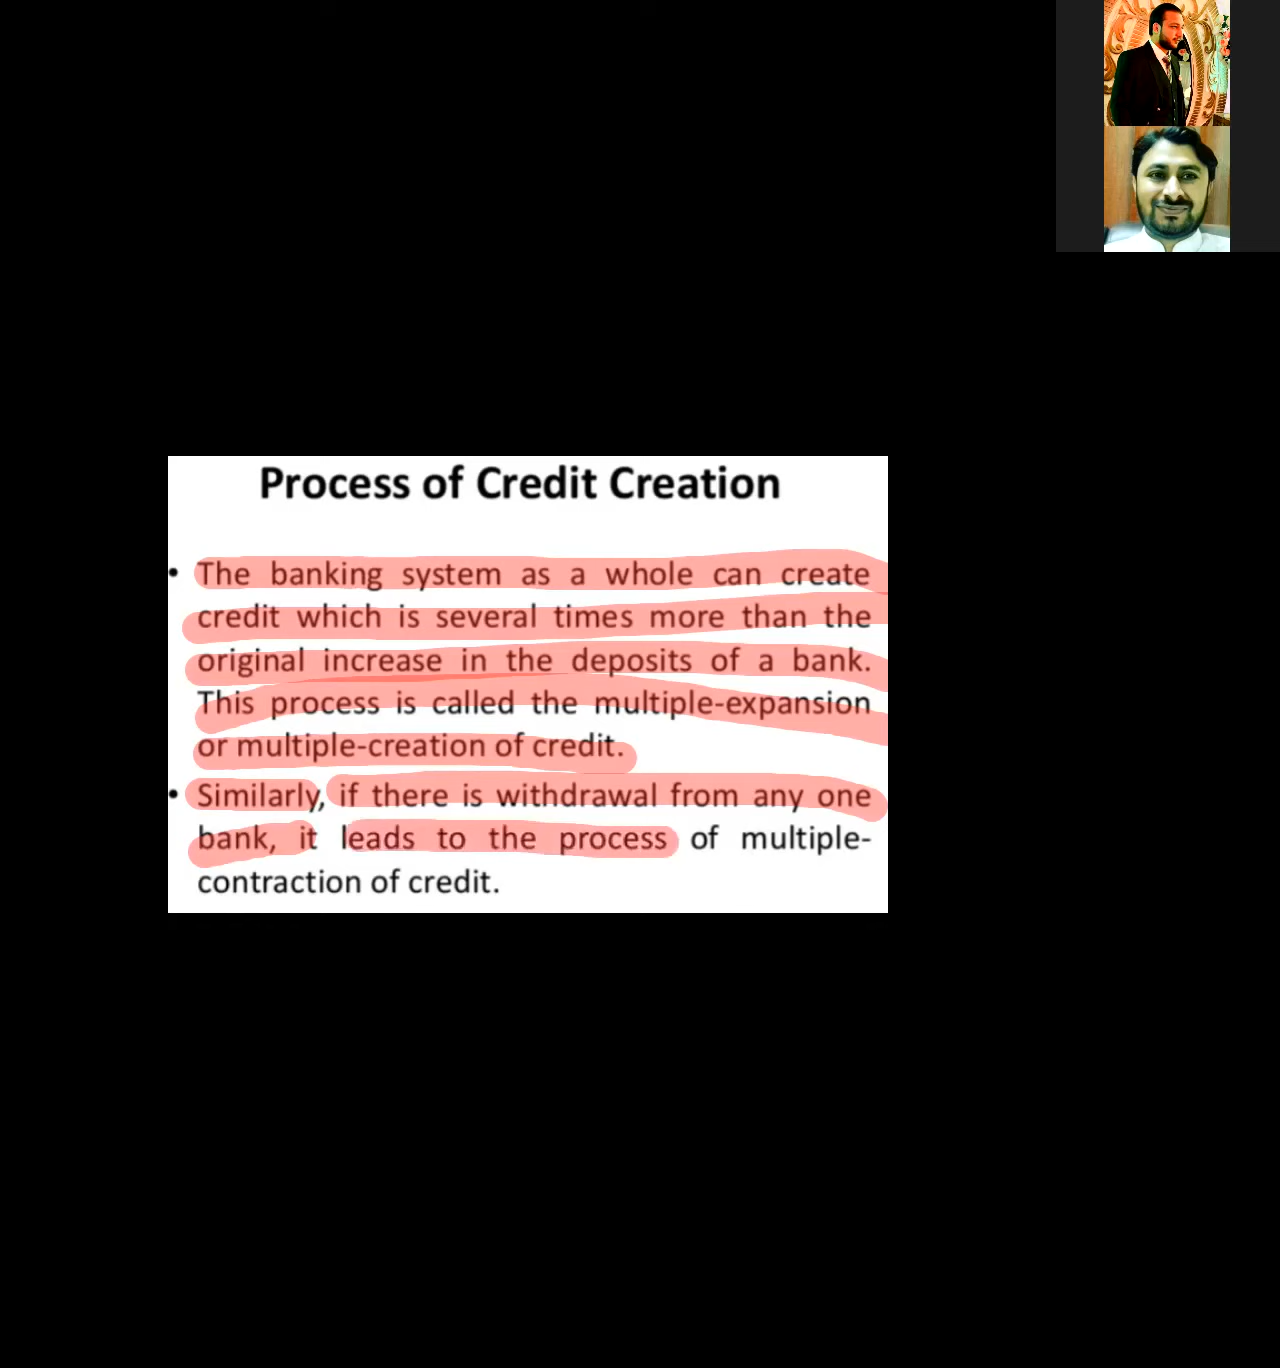 Process of Credit Creation
• The banking system as a whole can create
credit which is several times more than the
original increase in the deposits of a bank.
This process is called the multiple-expansion
or multiple-creation of credit.
• Similarly, if there is withdrawal from any one
bank, it leads to the process of multiple-
contraction of credit.